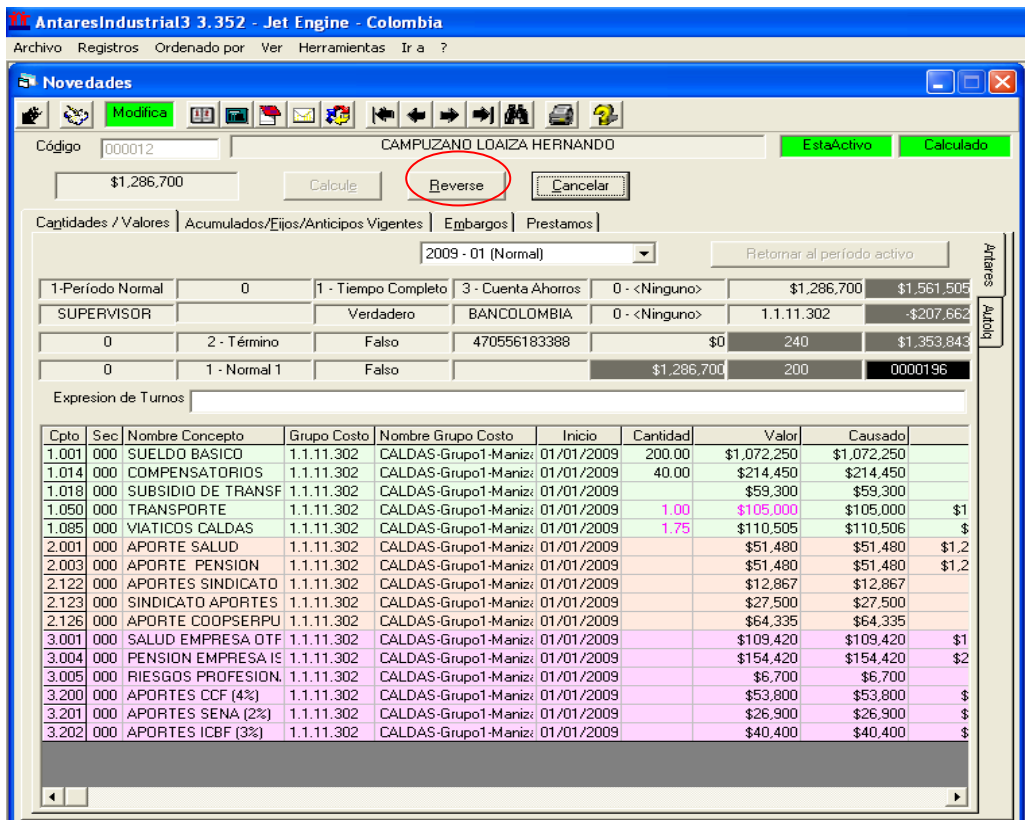 AntaresIndustrial3 3.352 - Jet Engine - Colombia
Archivo Registros Ordenado por Ver Herramientas Ir a ?
Novedades
Modifica
Código 000012 CAMPUZANO LOAIZA HERNANDO EstaActivo Calculado
$1,286,700 Calcule Reverse Cancelar
Cantidades / Valores Acumulados/Fijos/Anticipos Vigentes Embargos Prestamos
2009 - 01 (Normal) Retornar al período activo
Antares
Autolq
1-Período Normal 0 1 - Tiempo Completo 3 - Cuenta Ahorros 0 - <Ninguno> $1,286,700 $1,561,505
SUPERVISOR Verdadero BANCOLOMBIA 0 - <Ninguno> 1.1.11.302 -$207,662
0 2 - Término Falso 470556183388 $0 240 $1,353,843
0 1 - Normal 1 Falso $1,286,700 200 0000196
Expresion de Turnos
Cpto Sec Nombre Concepto Grupo Costo Nombre Grupo Costo Inicio Cantidad Valor Causado
1.001 000 SUELDO BASICO 1.1.11.302 CALDAS-Grupo1-Maniza 01/01/2009 200.00 $1,072,250 $1,072,250
1.014 000 COMPENSATORIOS 1.1.11.302 CALDAS-Grupo1-Maniza 01/01/2009 40.00 $214,450 $214,450
1.018 000 SUBSIDIO DE TRANSF 1.1.11.302 CALDAS-Grupo1-Maniza 01/01/2009 $59,300 $59,300
1.050 000 TRANSPORTE 1.1.11.302 CALDAS-Grupo1-Maniza 01/01/2009 1.00 $105,000 $105,000 $1
1.085 000 VIATICOS CALDAS 1.1.11.302 CALDAS-Grupo1-Maniza 01/01/2009 1.75 $110,505 $110,506 $
2.001 000 APORTE SALUD 1.1.11.302 CALDAS-Grupo1-Maniza 01/01/2009 $51,480 $51,480 $1,2
2.003 000 APORTE PENSION 1.1.11.302 CALDAS-Grupo1-Maniza 01/01/2009 $51,480 $51,480 $1,2
2.122 000 APORTES SINDICATO 1.1.11.302 CALDAS-Grupo1-Maniza 01/01/2009 $12,867 $12,867
2.123 000 SINDICATO APORTES 1.1.11.302 CALDAS-Grupo1-Maniza 01/01/2009 $27,500 $27,500
2.126 000 APORTE COOPSERPU 1.1.11.302 CALDAS-Grupo1-Maniza 01/01/2009 $64,335 $64,335
3.001 000 SALUD EMPRESA OTF 1.1.11.302 CALDAS-Grupo1-Maniza 01/01/2009 $109,420 $109,420 $1
3.004 000 PENSION EMPRESA IS 1.1.11.302 CALDAS-Grupo1-Maniza 01/01/2009 $154,420 $154,420 $2
3.005 000 RIESGOS PROFESION. 1.1.11.302 CALDAS-Grupo1-Maniza 01/01/2009 $6,700 $6,700
3.200 000 APORTES CCF (4%) 1.1.11.302 CALDAS-Grupo1-Maniza 01/01/2009 $53,800 $53,800 $
3.201 000 APORTES SENA (2%) 1.1.11.302 CALDAS-Grupo1-Maniza 01/01/2009 $26,900 $26,900 $
3.202 000 APORTES ICBF (3%) 1.1.11.302 CALDAS-Grupo1-Maniza 01/01/2009 $40,400 $40,400 $